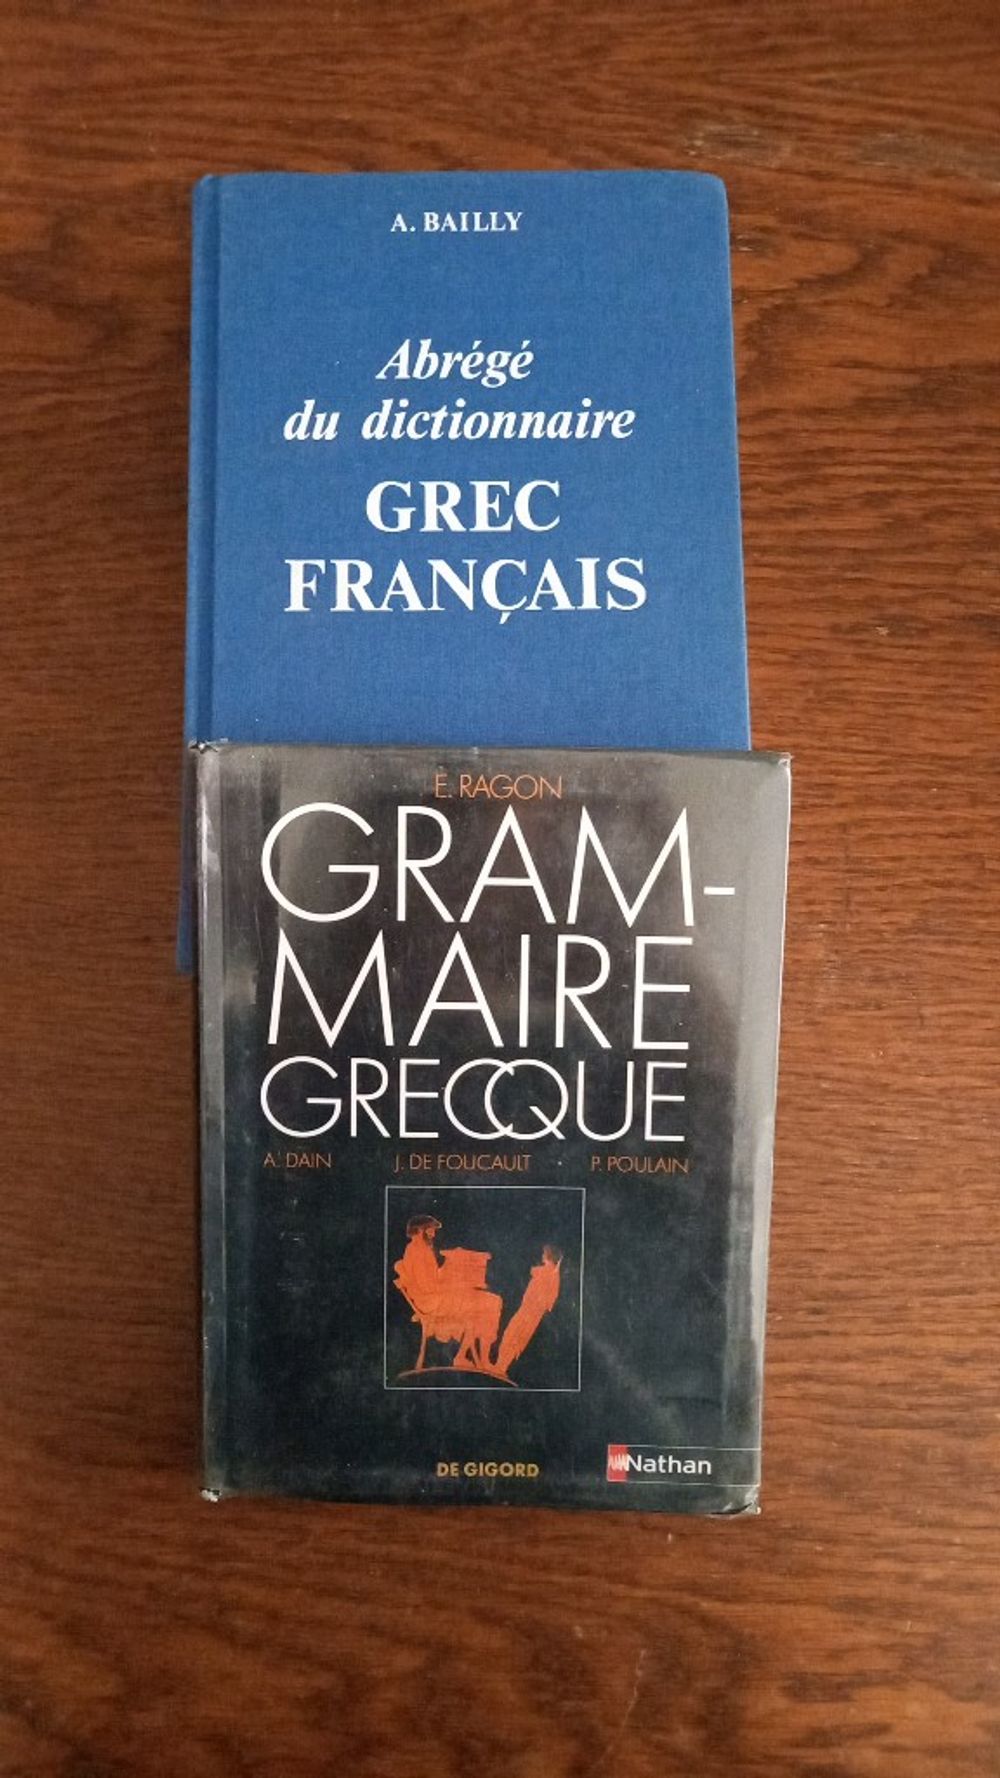 A. BAILLY
Abrégé
du dictionnaire
GREC
FRANÇAIS
E. RAGON
GRAM-
MAIRE
GRECQUE
A. DAIN J. DE FOUCAULT P. POULAIN
DE GIGORD Nathan